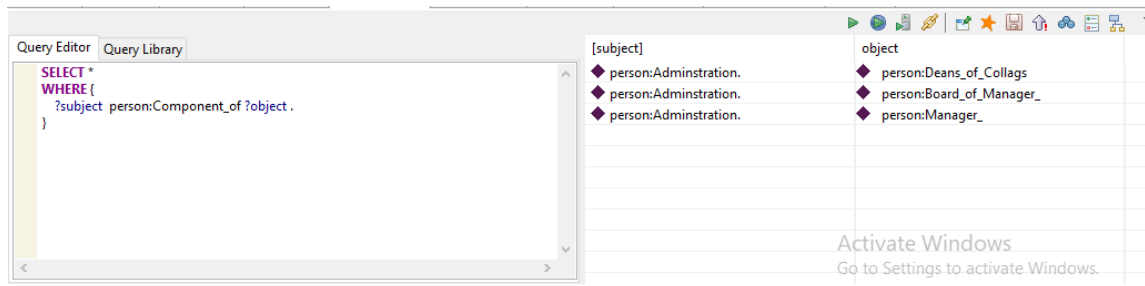 Query Editor Query Library
SELECT *
WHERE {
?subject person:Component_of ?object .
}
[subject] object
person:Adminstration. person:Deans_of_Collags
person:Adminstration. person:Board_of_Manager_
person:Adminstration. person:Manager_
Activate Windows
Go to Settings to activate Windows.